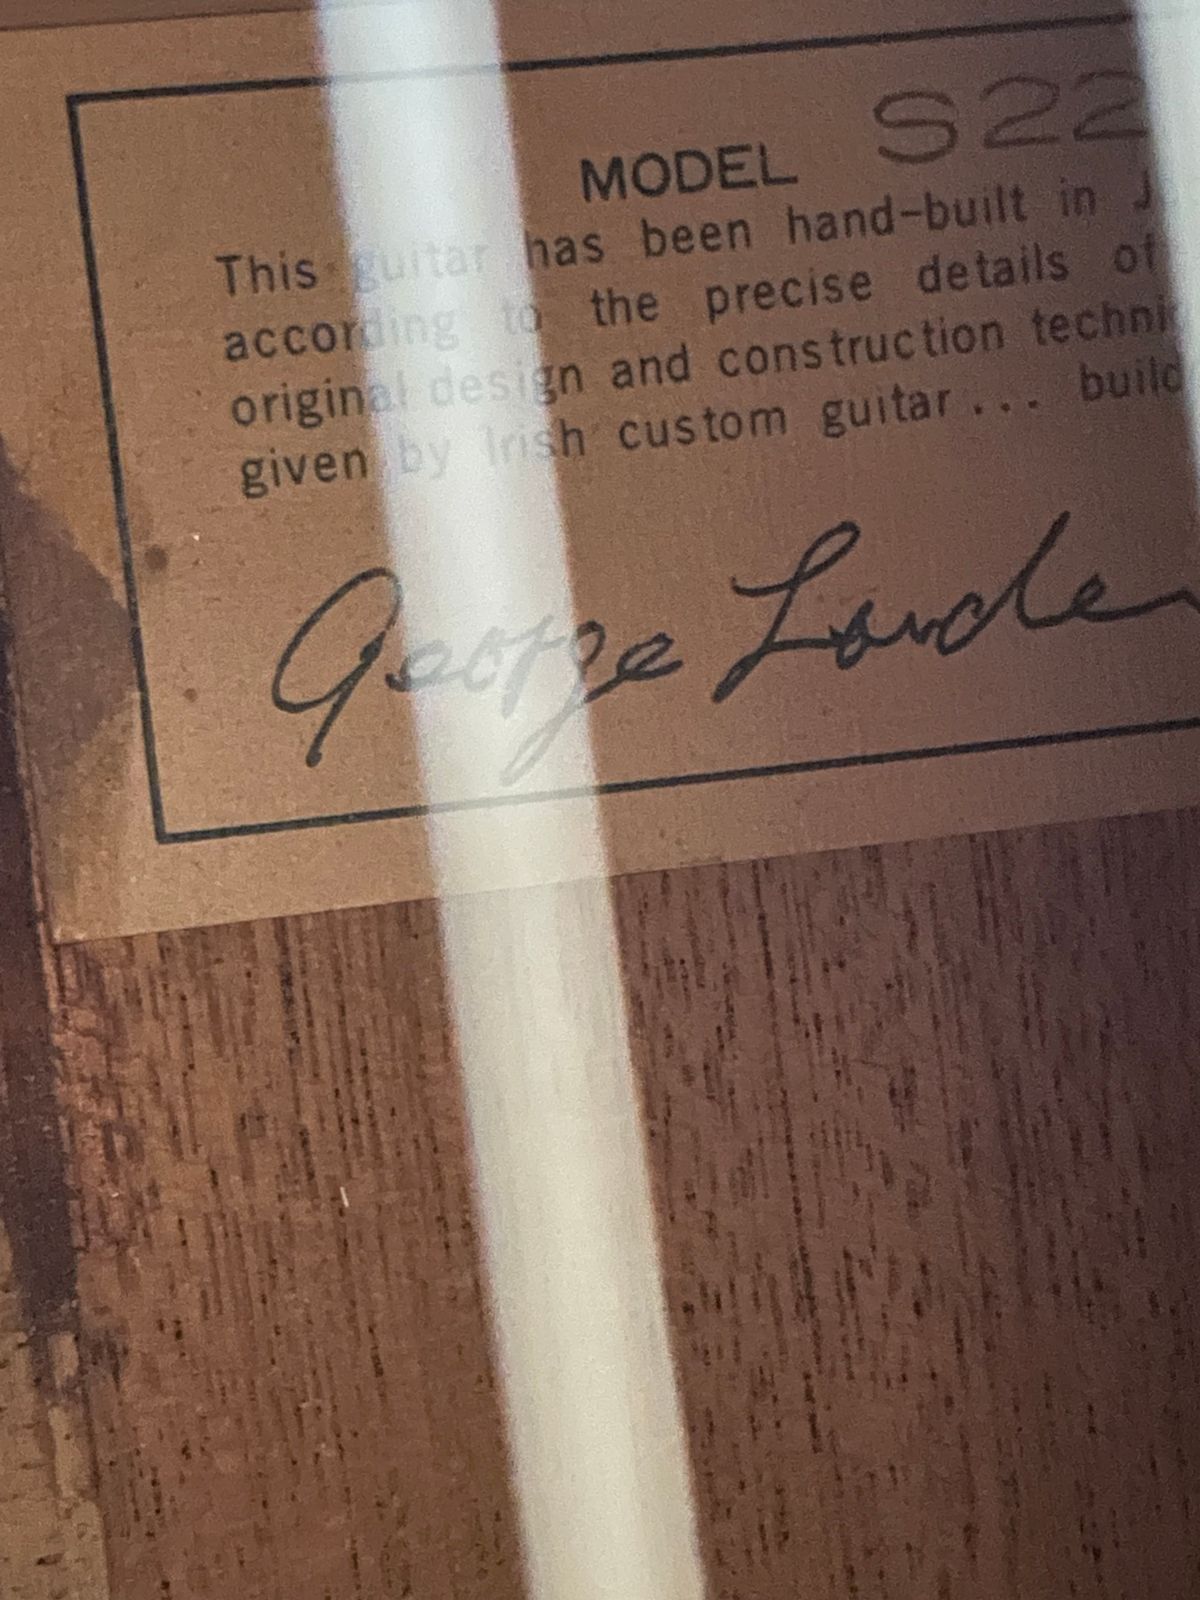 MODEL S22
This guitar has been hand-built in J
according to the precise details of
original design and construction techni
given by Irish custom guitar... build
George Lowden